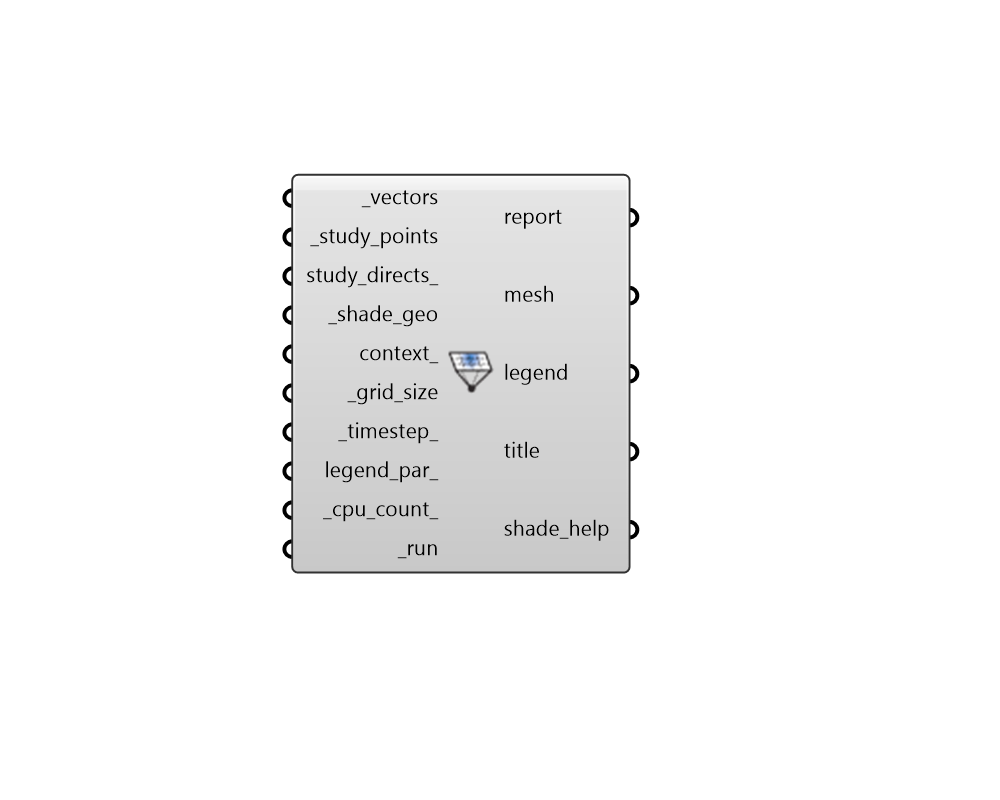 _vectors
_study_points
study_directs_
_shade_geo
context_
_grid_size
_timestep_
legend_par_
_cpu_count_
_run
report
mesh
legend
title
shade_help